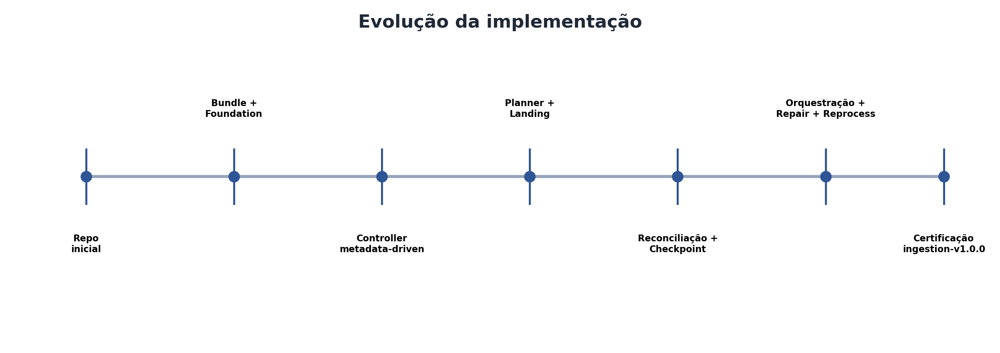 Evolução da implementação
Repo
inicial
Bundle +
Foundation
Controller
metadata-driven
Planner +
Landing
Reconciliação +
Checkpoint
Orquestração +
Repair + Reprocess
Certificação
ingestion-v1.0.0